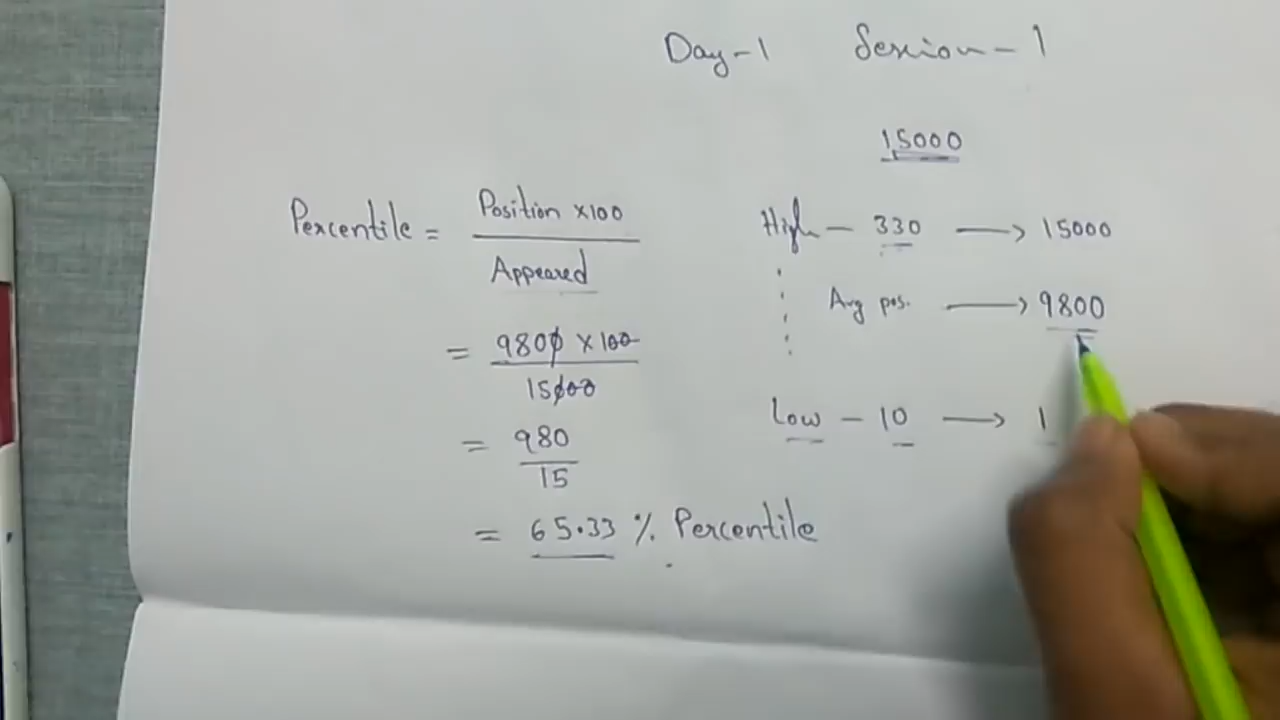 Day-1 Session-1
15000
Percentile = Position x100
Appeared
= 9800 x 100
15000
= 980
15
= 65.33 % Percentile
High - 330 → 15000
Avg pos. → 9800
Low - 10 → 1